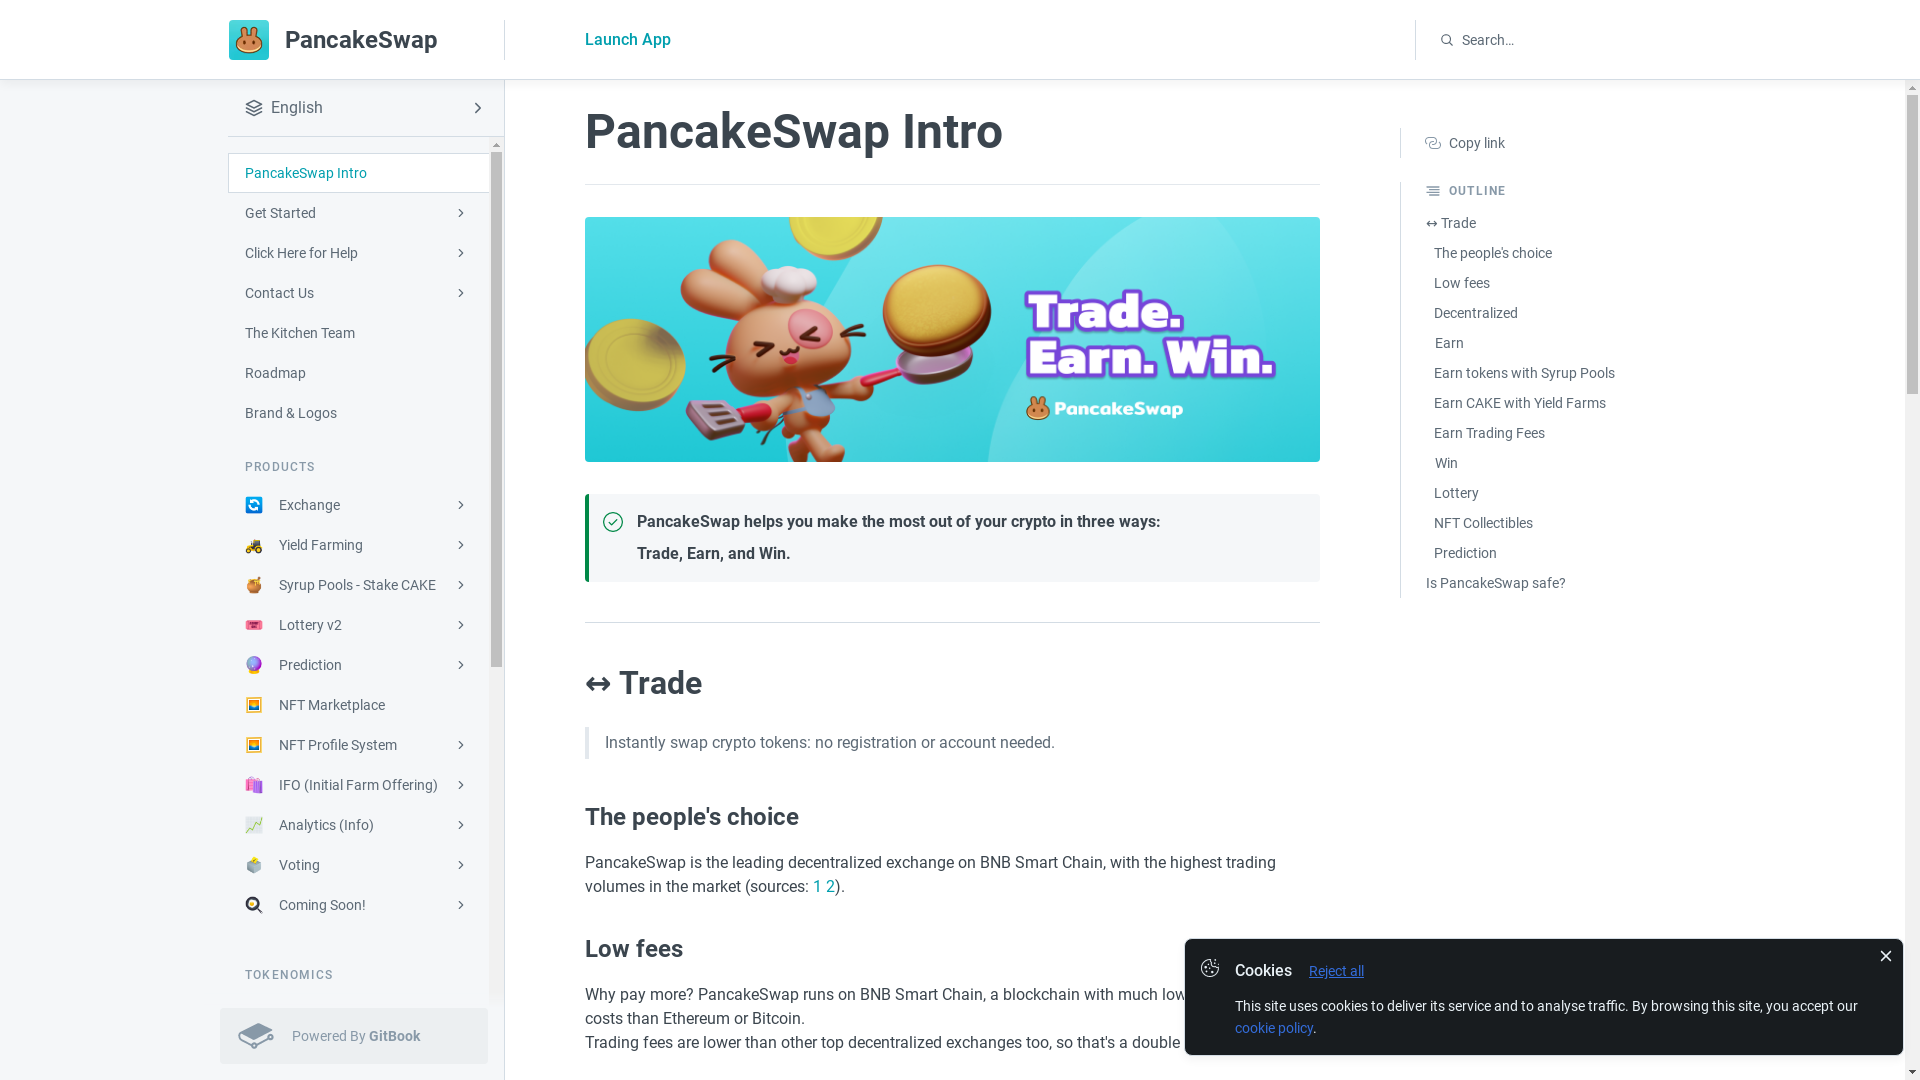 PancakeSwap
Launch App
Search…
English
PancakeSwap Intro
Get Started
Click Here for Help
Contact Us
The Kitchen Team
Roadmap
Brand & Logos
PRODUCTS
Exchange
Yield Farming
Syrup Pools - Stake CAKE
Lottery v2
Prediction
NFT Marketplace
NFT Profile System
IFO (Initial Farm Offering)
Analytics (Info)
Voting
Coming Soon!
TOKENOMICS
Powered By GitBook
PancakeSwap Intro
Trade.
Earn. Win.
PancakeSwap
PancakeSwap helps you make the most out of your crypto in three ways:
Trade, Earn, and Win.
↔ Trade
Instantly swap crypto tokens: no registration or account needed.
The people's choice
PancakeSwap is the leading decentralized exchange on BNB Smart Chain, with the highest trading
volumes in the market (sources: 1 2).
Low fees
Why pay more? PancakeSwap runs on BNB Smart Chain, a blockchain with much low
costs than Ethereum or Bitcoin.
Trading fees are lower than other top decentralized exchanges too, so that's a double
Copy link
OUTLINE
↔ Trade
The people's choice
Low fees
Decentralized
Earn
Earn tokens with Syrup Pools
Earn CAKE with Yield Farms
Earn Trading Fees
Win
Lottery
NFT Collectibles
Prediction
Is PancakeSwap safe?
Cookies Reject all
This site uses cookies to deliver its service and to analyse traffic. By browsing this site, you accept our
cookie policy.